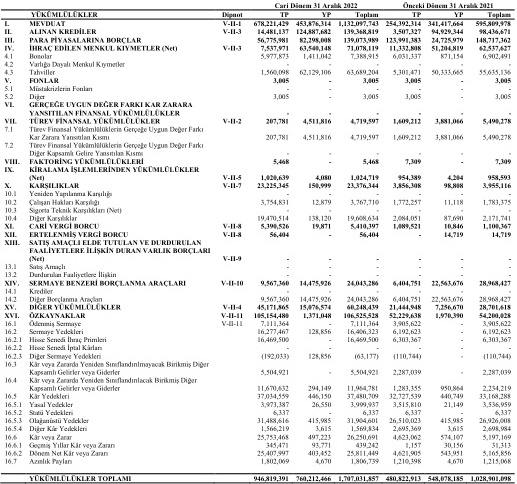 Cari Dönem 31 Aralık 2022 Önceki Dönem 31 Aralık 2021
YÜKÜMLÜLÜKLER Dipnot TP YP Toplam TP YP Toplam
I. MEVDUAT V-II-1 678,221,429 453,876,314 1,132,097,743 254,392,314 341,417,664 595,809,978
II. ALINAN KREDİLER V-II-3 14,481,137 124,887,682 139,368,819 3,507,327 94,929,344 98,436,671
III. PARA PİYASALARINA BORÇLAR 56,775,981 82,298,008 139,073,989 123,991,383 24,725,979 148,717,362
IV. İHRAÇ EDİLEN MENKUL KIYMETLER (Net) V-II-3 7,537,971 63,540,148 71,078,119 11,332,808 51,204,819 62,537,627
4.1 Bonolar 5,977,873 1,411,042 7,388,915 6,031,337 871,154 6,902,491
4.2 Varlığa Dayalı Menkul Kıymetler - - - - - -
4.3 Tahviller 1,560,098 62,129,106 63,689,204 5,301,471 50,333,665 55,635,136
V. FONLAR 3,005 - 3,005 3,005 - 3,005
5.1 Müstakrizlerin Fonları - - - - - -
5.2 Diğer 3,005 - 3,005 3,005 - 3,005
VI. GERÇEĞE UYGUN DEĞER FARKI KAR ZARARA
YANSITILAN FİNANSAL YÜKÜMLÜLÜKLER - - - - - -
VII. TÜREV FİNANSAL YÜKÜMLÜLÜKLER V-II-2 207,781 4,511,816 4,719,597 1,609,212 3,881,066 5,490,278
7.1 Türev Finansal Yükümlülüklerin Gerçeğe Uygun Değer Farkı
Kar Zarara Yansıtılan Kısmı 207,781 4,511,816 4,719,597 1,609,212 3,881,066 5,490,278
7.2 Türev Finansal Yükümlülüklerin Gerçeğe Uygun Değer Farkı
Diğer Kapsamlı Gelire Yansıtılan Kısmı - - - - - -
VIII. FAKTORİNG YÜKÜMLÜLÜKLERİ 5,468 - 5,468 7,309 - 7,309
IX. KİRALAMA İŞLEMLERİNDEN YÜKÜMLÜLÜKLER
(Net) V-II-5 1,020,639 4,080 1,024,719 954,389 4,204 958,593
X. KARŞILIKLAR V-II-7 23,225,345 150,999 23,376,344 3,856,308 98,808 3,955,116
10.1 Yeniden Yapılanma Karşılığı - - - - - -
10.2 Çalışan Hakları Karşılığı 3,754,831 12,879 3,767,710 1,772,257 11,118 1,783,375
10.3 Sigorta Teknik Karşılıkları (Net) - - - - - -
10.4 Diğer Karşılıklar 19,470,514 138,120 19,608,634 2,084,051 87,690 2,171,741
XI. CARİ VERGİ BORCU V-II-8 5,390,526 19,871 5,410,397 1,089,521 10,846 1,100,367
XII. ERTELENMİŞ VERGİ BORCU V-II-8 56,404 - 56,404 - 14,719 14,719
XIII. SATIŞ AMAÇLI ELDE TUTULAN VE DURDURULAN
FAALİYETLERE İLİŞKİN DURAN VARLIK BORÇLARI
(Net) V-II-9 - - - - - -
13.1 Satış Amaçlı - - - - - -
13.2 Durdurulan Faaliyetlere İlişkin - - - - - -
XIV. SERMAYE BENZERİ BORÇLANMA ARAÇLARI V-II-10 9,567,360 14,475,926 24,043,286 6,404,751 22,563,676 28,968,427
14.1 Krediler - - - - - -
14.2 Diğer Borçlanma Araçları 9,567,360 14,475,926 24,043,286 6,404,751 22,563,676 28,968,427
XV. DİĞER YÜKÜMLÜLÜKLER V-II-4 45,171,865 15,076,574 60,248,439 21,444,948 7,256,670 28,701,618
XVI. ÖZKAYNAKLAR V-II-11 105,154,480 1,371,048 106,525,528 52,229,638 1,970,390 54,200,028
16.1 Ödenmiş Sermaye V-II-11 7,111,364 - 7,111,364 3,905,622 - 3,905,622
16.2 Sermaye Yedekleri 16,277,467 128,856 16,406,323 6,192,623 - 6,192,623
16.2.1 Hisse Senedi İhraç Primleri 16,469,500 - 16,469,500 6,303,367 - 6,303,367
16.2.2 Hisse Senedi İptal Kârları - - - - - -
16.2.3 Diğer Sermaye Yedekleri (192,033) 128,856 (63,177) (110,744) - (110,744)
16.3 Kâr veya Zararda Yeniden Sınıflandırılmayacak Birikmiş Diğer
Kapsamlı Gelirler veya Giderler 5,504,921 - 5,504,921 2,287,039 - 2,287,039
16.4 Kâr veya Zararda Yeniden Sınıflandırılacak Birikmiş Diğer
Kapsamlı Gelirler veya Giderler 11,670,632 294,149 11,964,781 1,283,355 950,864 2,234,219
16.5 Kâr Yedekleri 37,034,559 446,150 37,480,709 32,727,539 440,749 33,168,288
16.5.1 Yasal Yedekler 3,973,387 26,550 3,999,937 3,515,810 21,149 3,536,959
16.5.2 Statü Yedekleri 6,337 - 6,337 6,337 - 6,337
16.5.3 Olağanüstü Yedekler 31,488,616 415,985 31,904,601 26,510,023 415,985 26,926,008
16.5.4 Diğer Kâr Yedekleri 1,566,219 3,615 1,569,834 2,695,369 3,615 2,698,984
16.6 Kâr veya Zarar 25,753,468 497,223 26,250,691 4,623,062 574,107 5,197,169
16.6.1 Geçmiş Yıllar Kâr veya Zararı 345,471 93,771 439,242 1,157 30,156 31,313
16.6.2 Dönem Net Kâr veya Zararı 25,407,997 403,452 25,811,449 4,621,905 543,951 5,165,856
16.7 Azınlık Payları 1,802,069 4,670 1,806,739 1,210,398 4,670 1,215,068
YÜKÜMLÜLÜK TOPLAMI 946,819,391 760,212,466 1,707,031,857 480,822,913 548,078,185 1,028,901,098